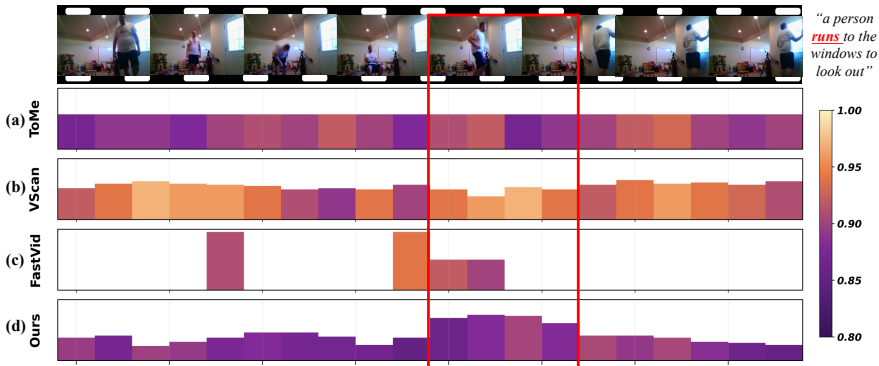 “a person
runs to the
windows to
look out”
(a) ToMe
(b) VScan
(c) FastVid
(d) Ours
1.00
0.95
0.90
0.85
0.80